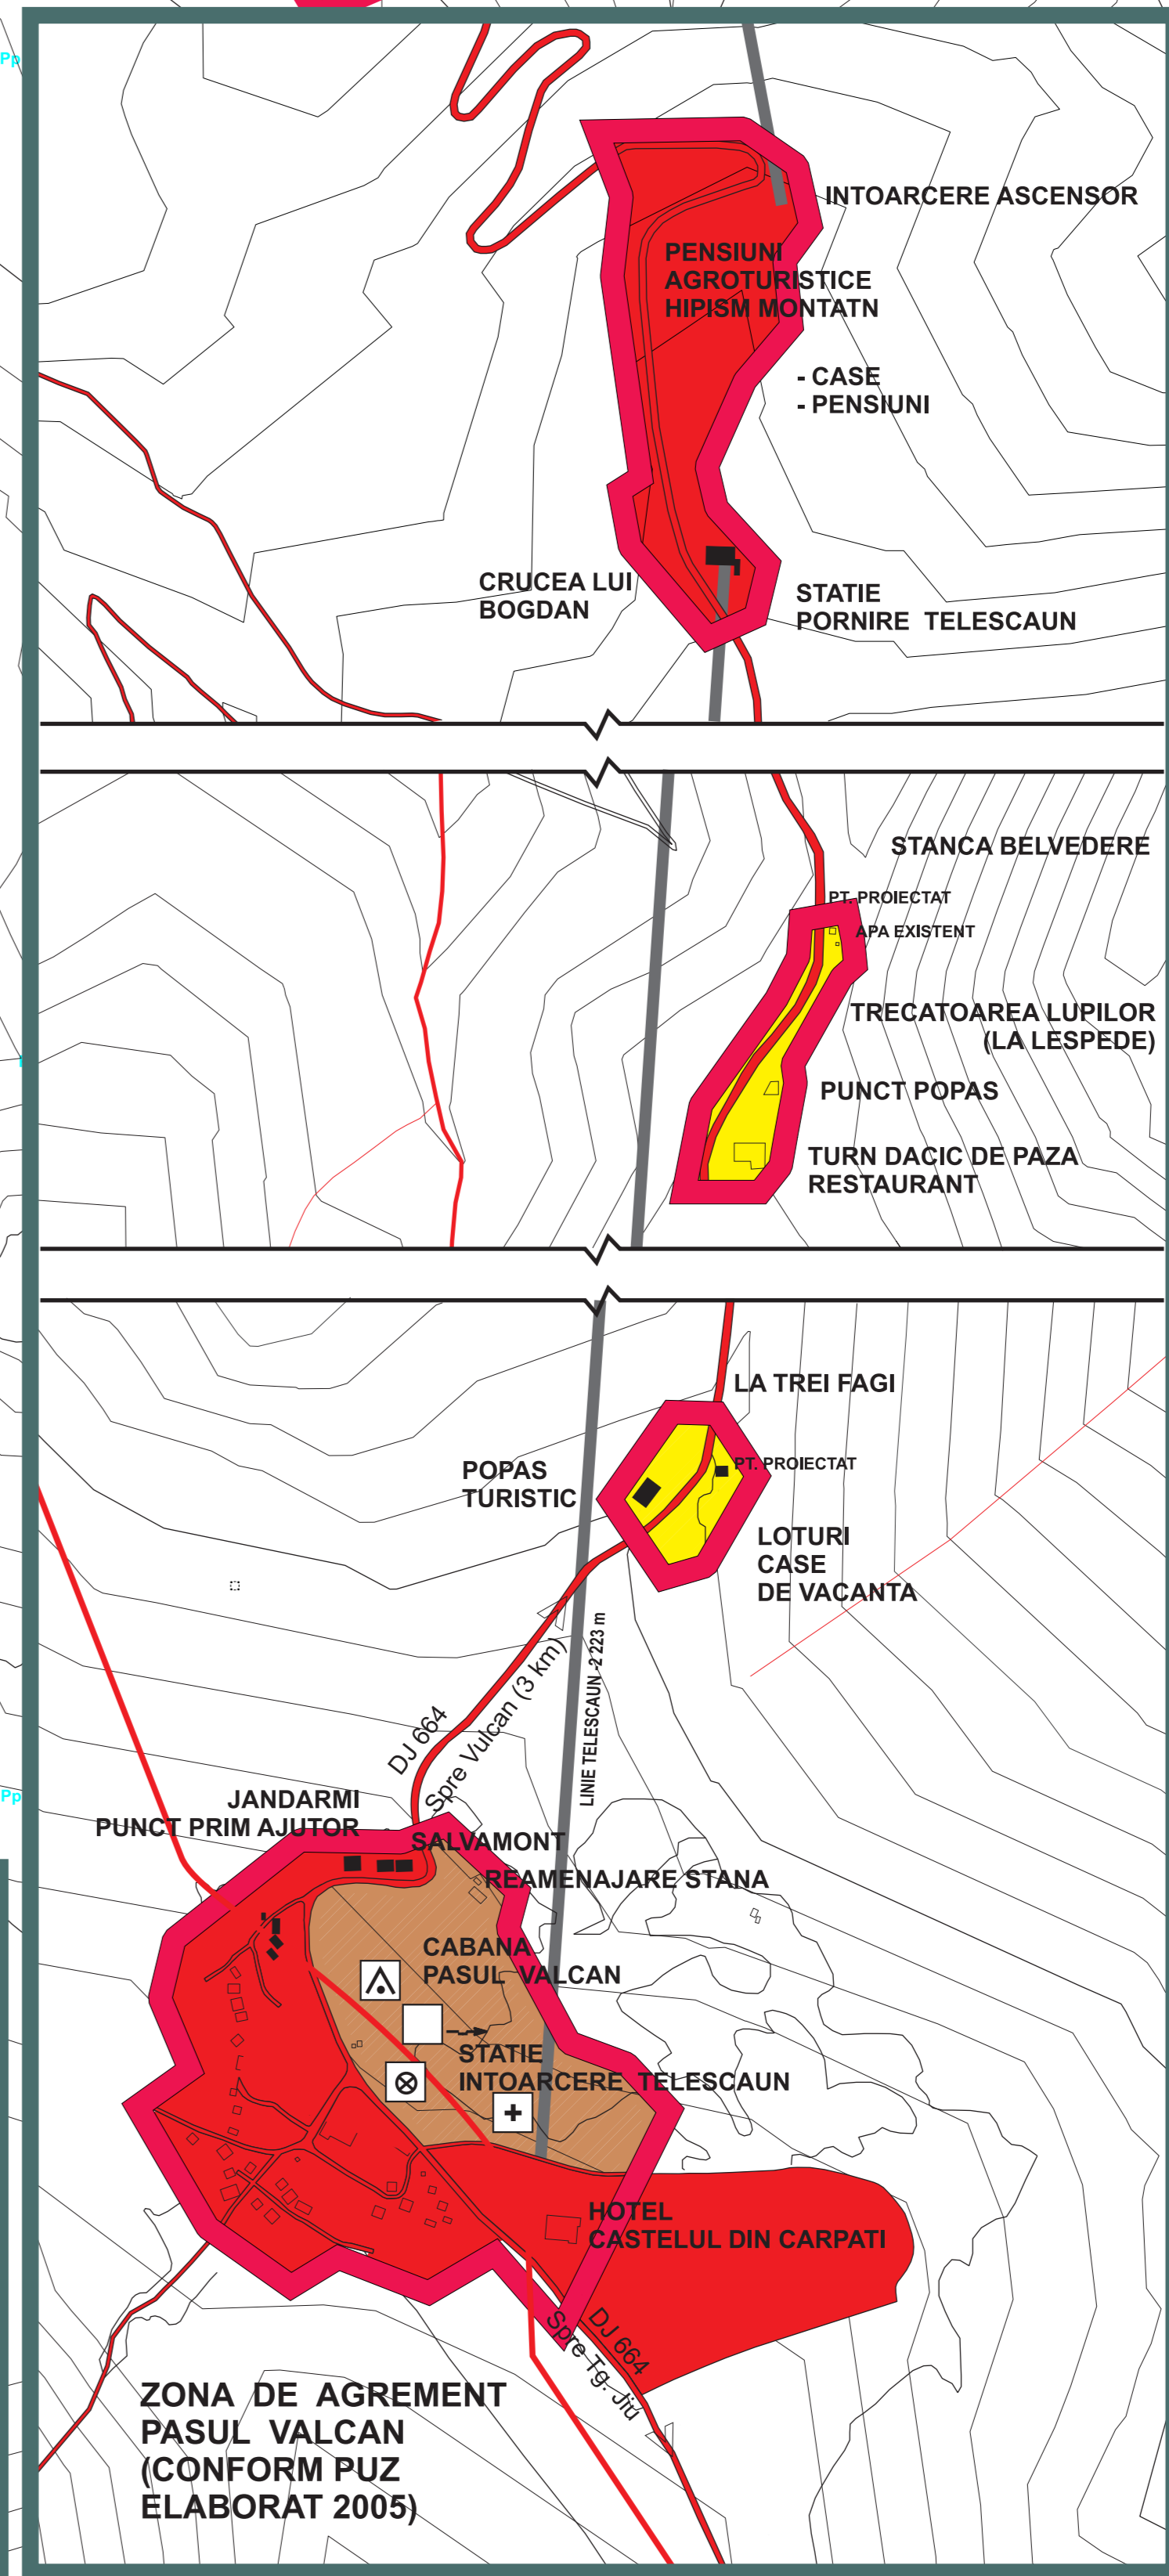 Pp
INTOARCERE ASCENSOR
PENSIUNI
AGROTURISTICE
HIPISM MONTATN
- CASE
- PENSIUNI
CRUCEA LUI
BOGDAN
STATIE
PORNIRE TELESCAUN
STANCA BELVEDERE
PT. PROIECTAT
APA EXISTENT
TRECATOAREA LUPILOR
(LA LESPEDE)
PUNCT POPAS
TURN DACIC DE PAZA
RESTAURANT
LA TREI FAGI
POPAS
TURISTIC
PT. PROIECTAT
LOTURI
CASE
DE VACANTA
LINIE TELESCAUN -2 223 m
DJ 664
Spre Vulcan (3 km)
Pp
JANDARMI
PUNCT PRIM AJUTOR
SALVAMONT
REAMENAJARE STANA
CABANA
PASUL VALCAN
STATIE
INTOARCERE TELESCAUN
HOTEL
CASTELUL DIN CARPATI
DJ 664
Spre Tg. Jiu
ZONA DE AGREMENT
PASUL VALCAN
(CONFORM PUZ
ELABORAT 2005)